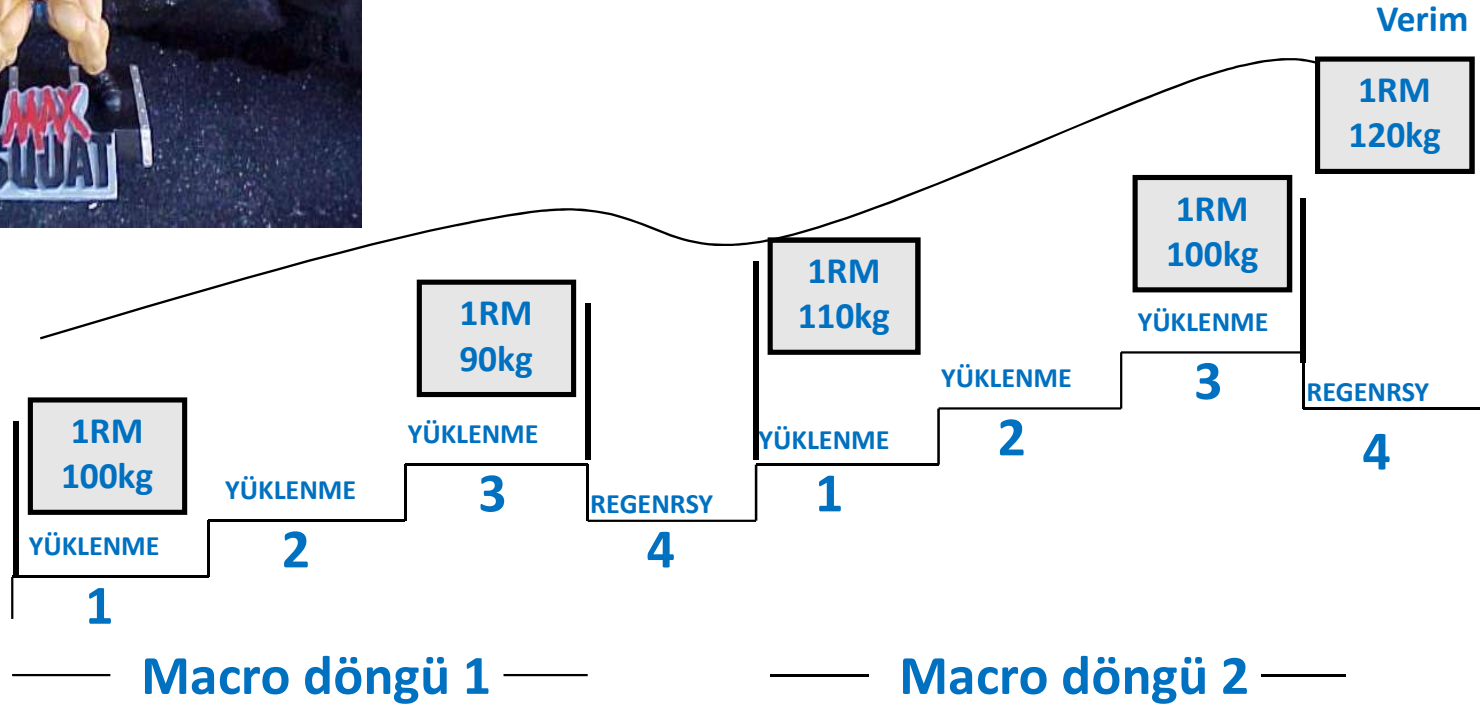 Verim
MAX
SQUAT
1RM
120kg
1RM
100kg
YÜKLENME
3
REGENRSY
4
1RM
110kg
YÜKLENME
2
YÜKLENME
1
1RM
90kg
YÜKLENME
3
REGENRSY
4
1RM
100kg
YÜKLENME
2
YÜKLENME
1
Macro döngü 1
Macro döngü 2